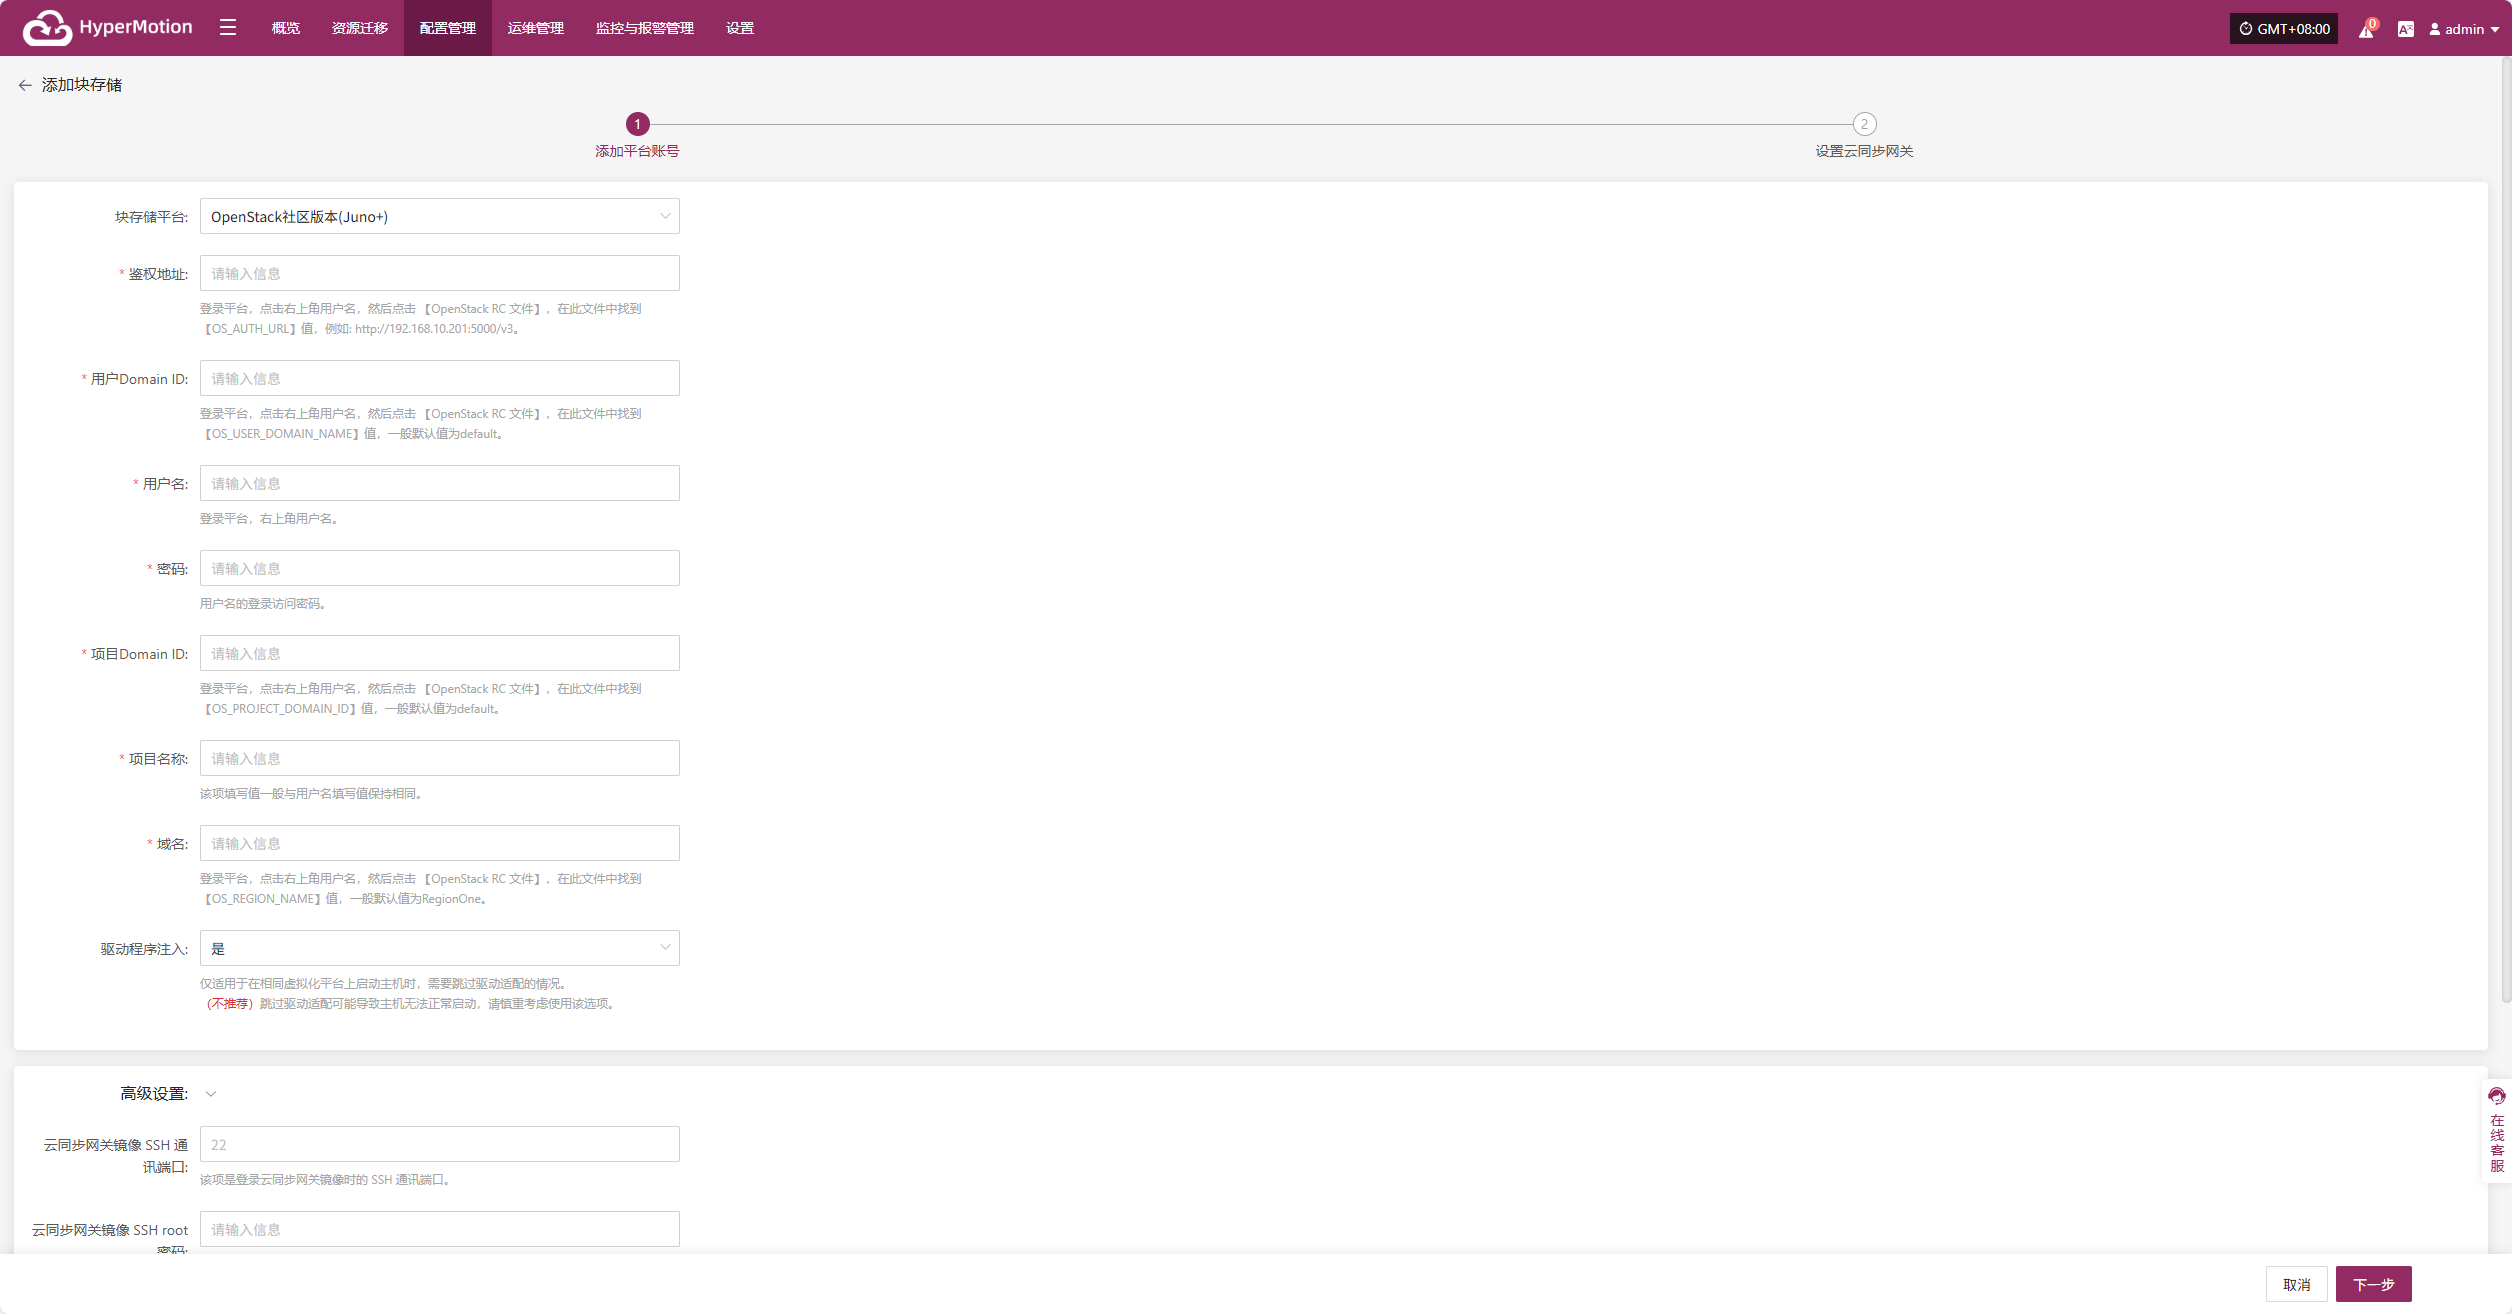 HyperMotion
概览
资源迁移
配置管理
运维管理
监控与报警管理
设置
GMT+08:00
0
admin
添加块存储
1
2
添加平台账号
设置云同步网关
块存储平台:
OpenStack社区版本(Juno+)
* 鉴权地址:
请输入信息
登录平台，点击右上角用户名，然后点击 【OpenStack RC 文件】，在此文件中找到
【OS_AUTH_URL】值，例如: http://192.168.10.201:5000/v3。
* 用户Domain ID:
请输入信息
登录平台，点击右上角用户名，然后点击 【OpenStack RC 文件】，在此文件中找到
【OS_USER_DOMAIN_NAME】值，一般默认值为default。
* 用户名:
请输入信息
登录平台，右上角用户名。
* 密码:
请输入信息
用户名的登录访问密码。
* 项目Domain ID:
请输入信息
登录平台，点击右上角用户名，然后点击 【OpenStack RC 文件】，在此文件中找到
【OS_PROJECT_DOMAIN_ID】值，一般默认值为default。
* 项目名称:
请输入信息
该项填写值一般与用户名填写值保持相同。
* 域名:
请输入信息
登录平台，点击右上角用户名，然后点击 【OpenStack RC 文件】，在此文件中找到
【OS_REGION_NAME】值，一般默认值为RegionOne。
驱动程序注入:
是
仅适用于在相同虚拟化平台上启动主机时，需要跳过驱动适配的情况。
（不推荐）跳过驱动适配可能导致主机无法正常启动，请慎重考虑使用该选项。
高级设置:
云同步网关镜像 SSH 通
讯端口:
22
该项是登录云同步网关镜像时的 SSH 通讯端口。
云同步网关镜像 SSH root
密码:
请输入信息
在线客服
取消
下一步